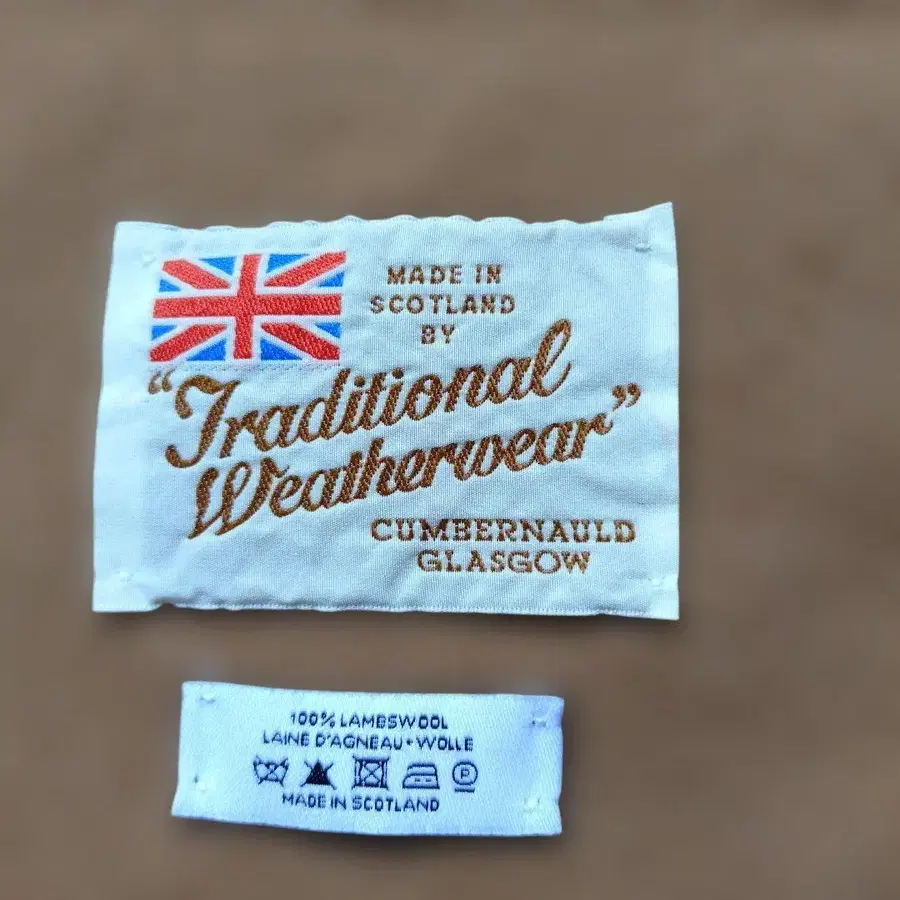 MADE IN
SCOTLAND
BY
"Traditional
Weatherwear"
CUMBERNAULD
GLASGOW
100% LAMBSWOOL
LAINE D'AGNEAU • WOLLE
P
MADE IN SCOTLAND